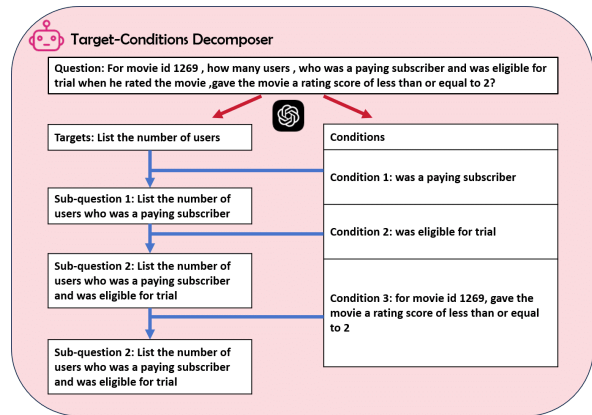 Target-Conditions Decomposer
Question: For movie id 1269 , how many users , who was a paying subscriber and was eligible for
trial when he rated the movie ,gave the movie a rating score of less than or equal to 2?
Targets: List the number of users
Conditions
Condition 1: was a paying subscriber
Sub-question 1: List the number of
users who was a paying subscriber
Condition 2: was eligible for trial
Sub-question 2: List the number of
users who was a paying subscriber
and was eligible for trial
Condition 3: for movie id 1269, gave the
movie a rating score of less than or equal
to 2
Sub-question 2: List the number of
users who was a paying subscriber
and was eligible for trial